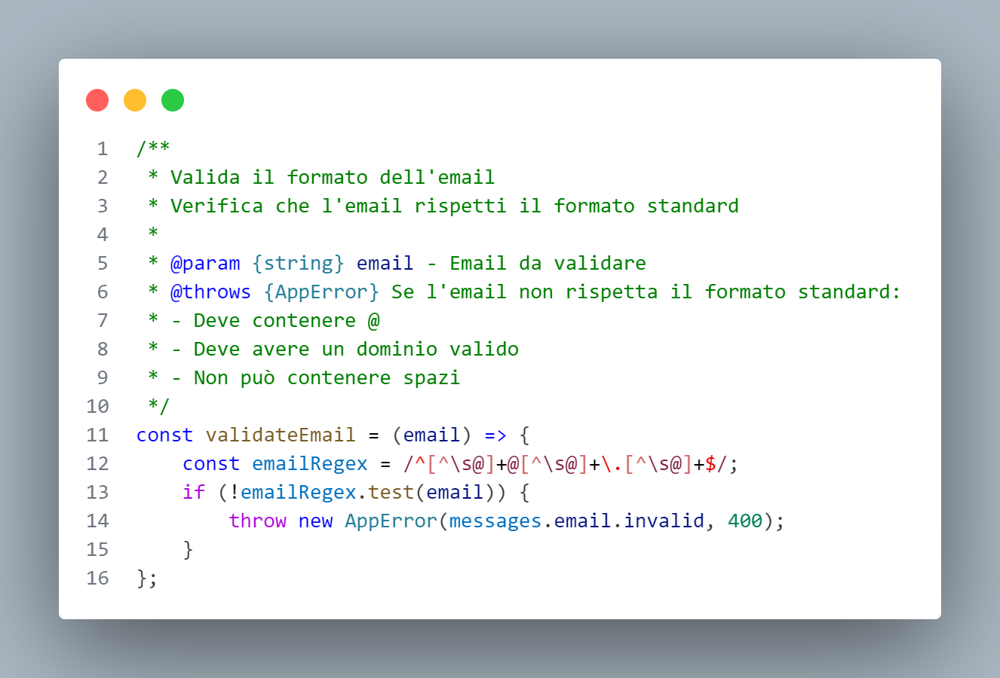 1 /**
2  * Valida il formato dell'email
3  * Verifica che l'email rispetti il formato standard
4  *
5  * @param {string} email - Email da validare
6  * @throws {AppError} Se l'email non rispetta il formato standard:
7  * - Deve contenere @
8  * - Deve avere un dominio valido
9  * - Non può contenere spazi
10  */
11 const validateEmail = (email) => {
12     const emailRegex = /^[^\s@]+@[^\s@]+\.[^\s@]+$/;
13     if (!emailRegex.test(email)) {
14         throw new AppError(messages.email.invalid, 400);
15     }
16 };